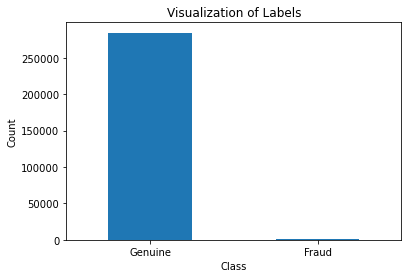 Visualization of Labels
250000
200000
150000
100000
50000
0
Count
Genuine
Fraud
Class